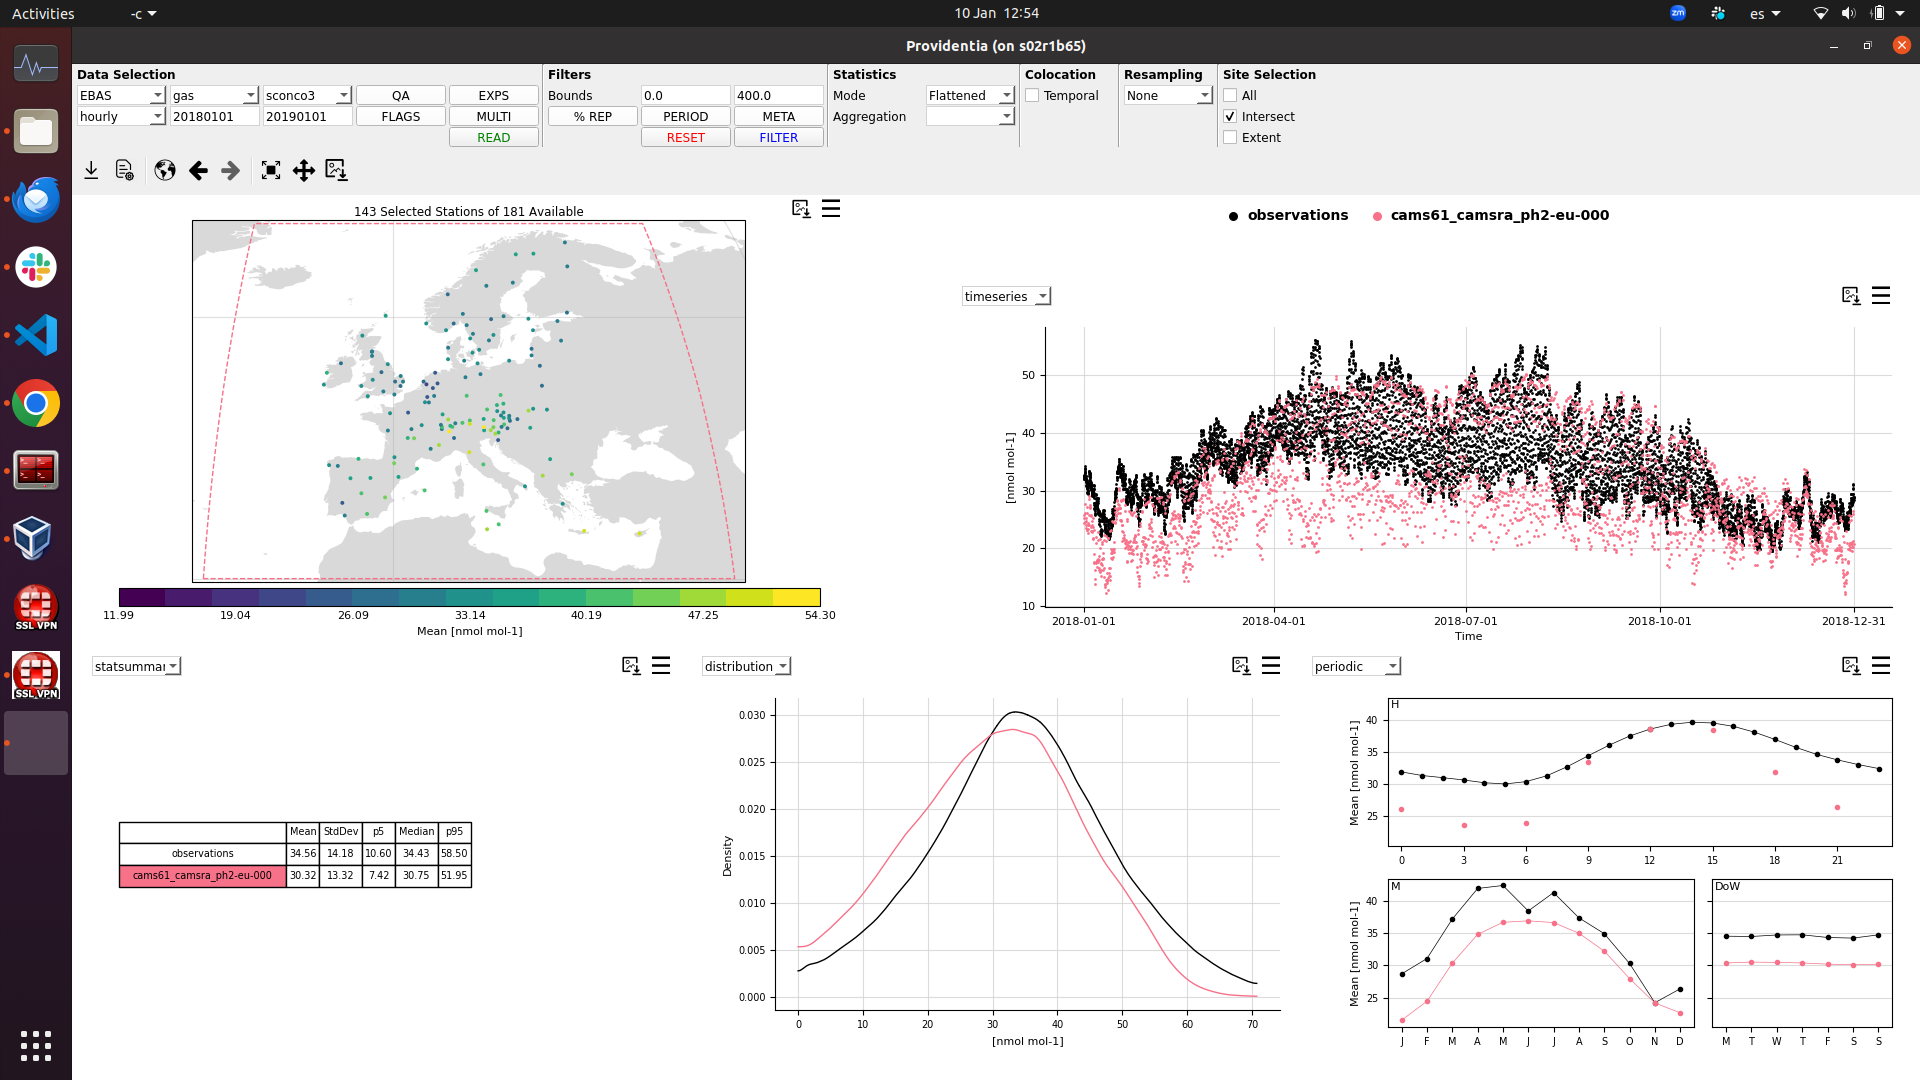 Activities
-c
10 Jan 12:54
zm
es
Providentia (on s02r1b65)
Data Selection
EBAS gas sconco3 QA EXPS
hourly 20180101 20190101 FLAGS MULTI
READ
Filters
Bounds 0.0 400.0
% REP PERIOD META
RESET FILTER
Statistics
Mode Flattened
Aggregation
Colocation
Temporal
Resampling
None
Site Selection
All
Intersect
Extent
SSL VPN
SSL VPN
143 Selected Stations of 181 Available
11.99 19.04 26.09 33.14 40.19 47.25 54.30
Mean [nmol mol-1]
observations cams61_camsra_ph2-eu-000
timeseries
[nmol mol-1]
50
40
30
20
10
2018-01-01 2018-04-01 2018-07-01 2018-10-01 2018-12-31
Time
statsummar
Mean StdDev p5 Median p95
observations 34.56 14.18 10.60 34.43 58.50
cams61_camsra_ph2-eu-000 30.32 13.32 7.42 30.75 51.95
distribution
Density
0.030
0.025
0.020
0.015
0.010
0.005
0.000
0 10 20 30 40 50 60 70
[nmol mol-1]
periodic
H
Mean [nmol mol-1]
40
35
30
25
0 3 6 9 12 15 18 21
M
Mean [nmol mol-1]
40
35
30
25
J F M A M J J A S O N D
DoW
M T W T F S S